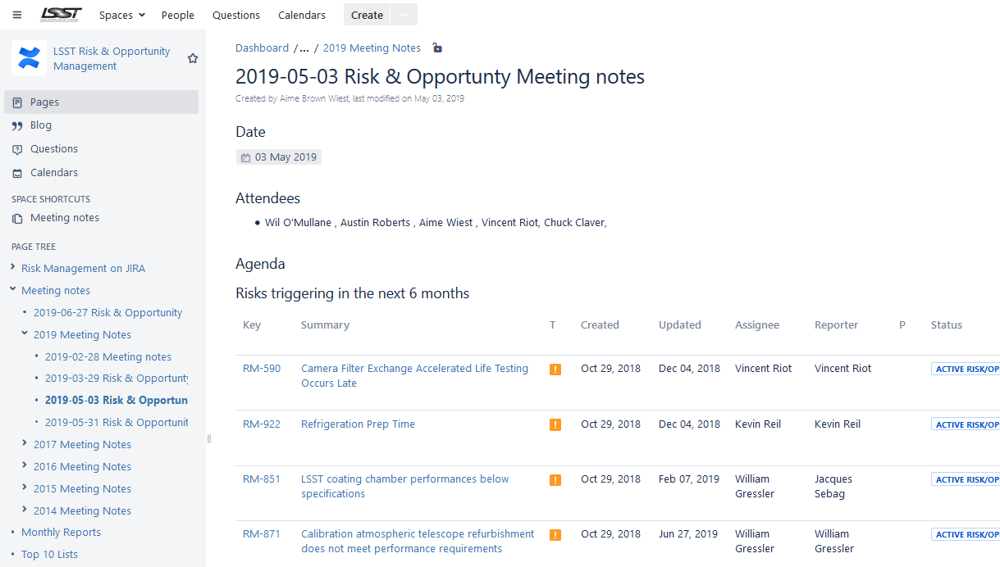 LSST
Spaces
People
Questions
Calendars
Create
LSST Risk & Opportunity
Management
Pages
Blog
Questions
Calendars
SPACE SHORTCUTS
Meeting notes
PAGE TREE
Risk Management on JIRA
Meeting notes
2019-06-27 Risk & Opportunity
2019 Meeting Notes
2019-02-28 Meeting notes
2019-03-29 Risk & Opportunty
2019-05-03 Risk & Opportun
2019-05-31 Risk & Opportunit
2017 Meeting Notes
2016 Meeting Notes
2015 Meeting Notes
2014 Meeting Notes
Monthly Reports
Top 10 Lists
Dashboard /... / 2019 Meeting Notes
2019-05-03 Risk & Opportunty Meeting notes
Created by Aime Brown Wiest, last modified on May 03, 2019
Date
03 May 2019
Attendees
• Wil O'Mullane , Austin Roberts , Aime Wiest , Vincent Riot, Chuck Claver,
Agenda
Risks triggering in the next 6 months
Key Summary T Created Updated Assignee Reporter P Status
RM-590 Camera Filter Exchange Accelerated Life Testing Oct 29, 2018 Dec 04, 2018 Vincent Riot Vincent Riot ACTIVE RISK/OP
Occurs Late
RM-922 Refrigeration Prep Time Oct 29, 2018 Dec 04, 2018 Kevin Reil Kevin Reil ACTIVE RISK/OP
RM-851 LSST coating chamber performances below Oct 29, 2018 Feb 07, 2019 William Jacques ACTIVE RISK/OP
specifications Gressler Sebag
RM-871 Calibration atmospheric telescope refurbishment Oct 29, 2018 Jun 27, 2019 William William ACTIVE RISK/OP
does not meet performance requirements Gressler Gressler